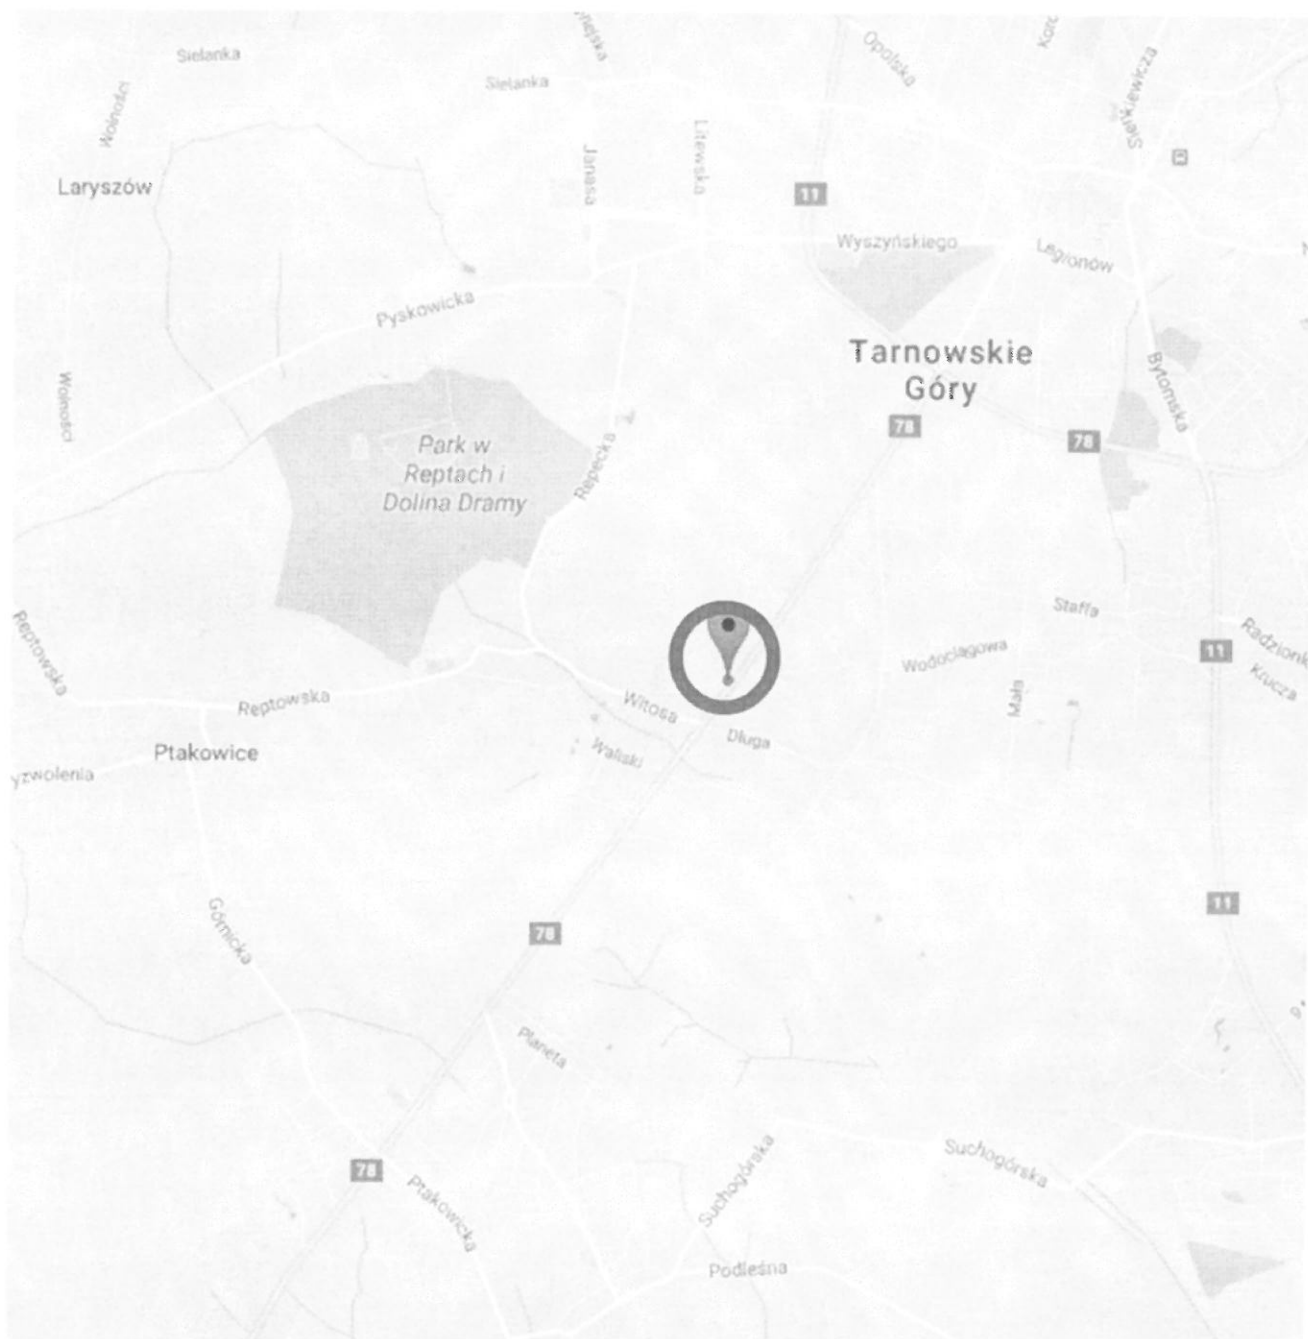 Sielanka
Opolska
Sielanka
Wolności
Litewska
Janasa
Laryszów
11
Wyszyńskiego
Legionów
Pyskowicka
Tarnowskie
Góry
Bytomska
Wolności
78
78
Park w
Reptach i
Dolina Dramy
Repecka
Staffa
Reptowska
Wodociągowa
11
Krucza
Mała
Reptowska
Witosa
Długa
Waliski
Ptakowice
Górnicka
78
11
Planeta
78
Suchogórska
Suchogórska
Ptakowicka
Podleśna